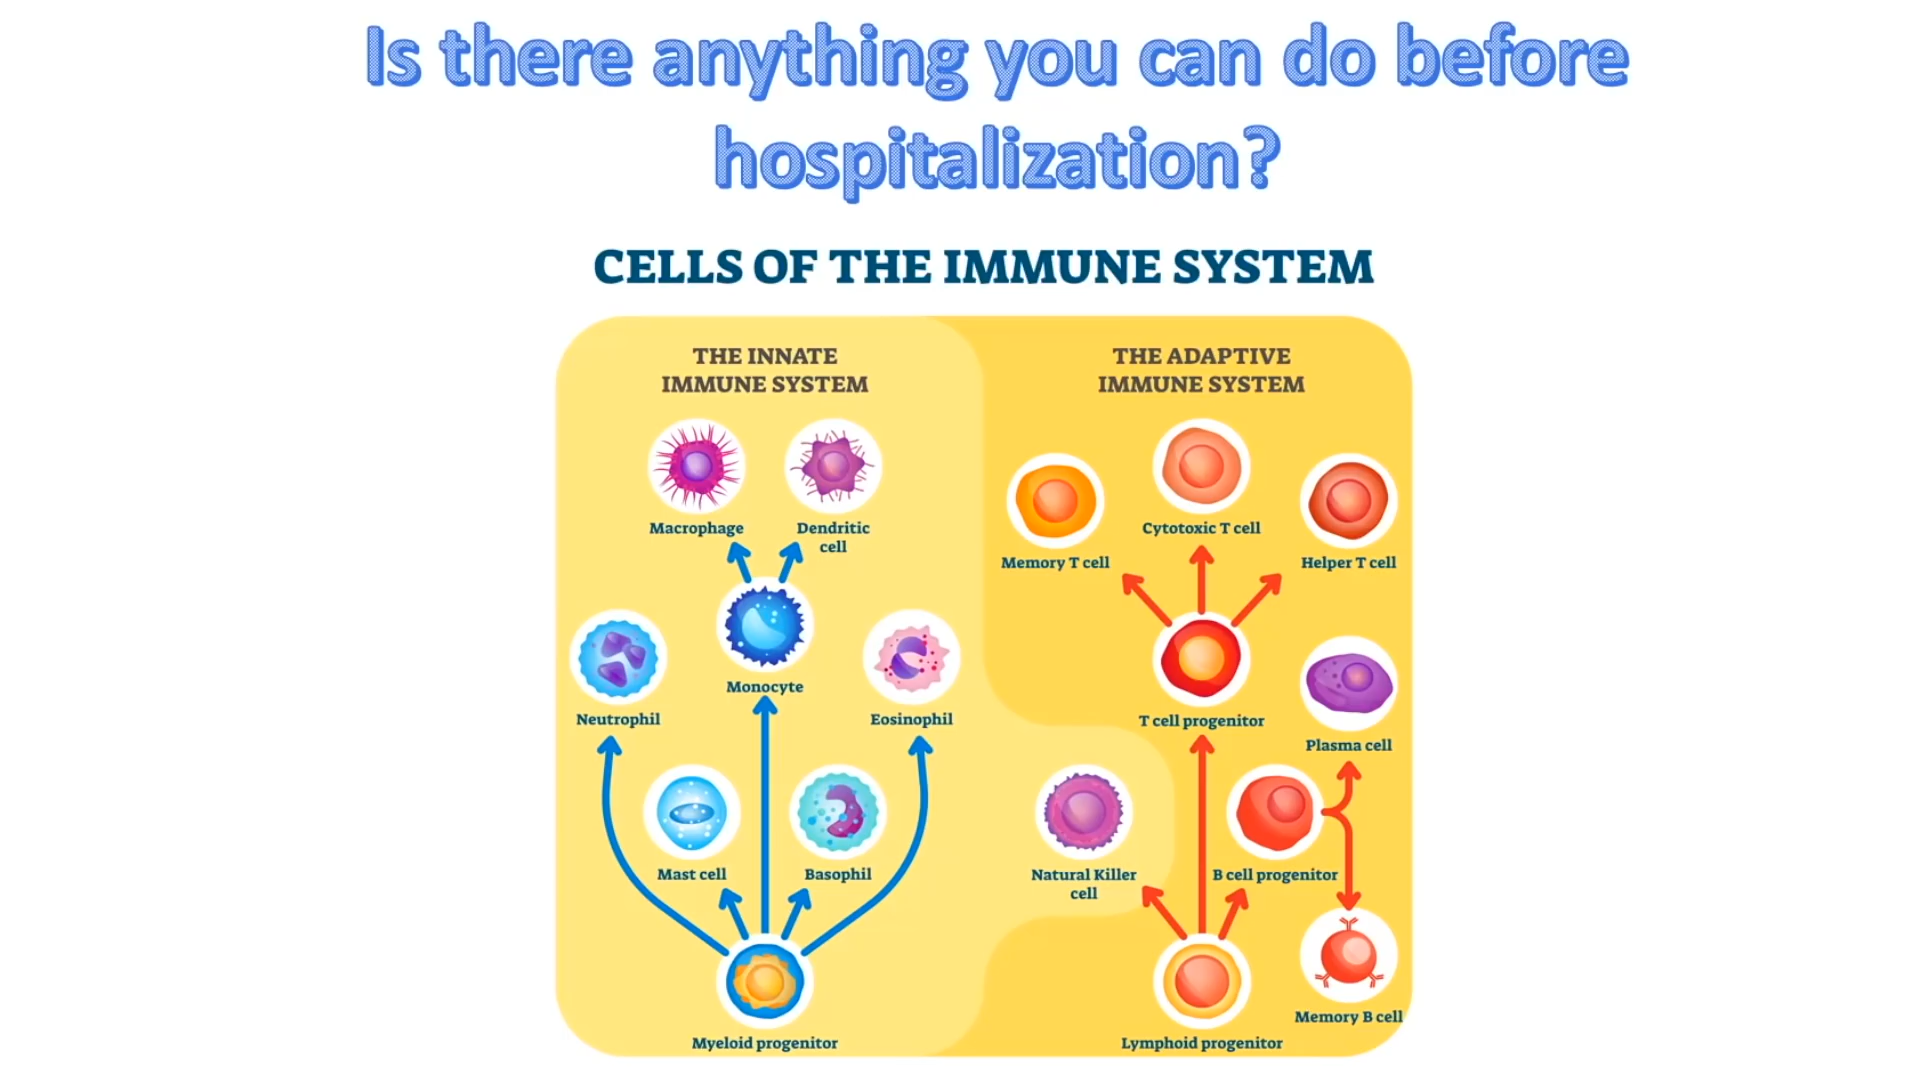 Is there anything you can do before
hospitalization?
CELLS OF THE IMMUNE SYSTEM
THE INNATE
IMMUNE SYSTEM
Macrophage
Dendritic
cell
Monocyte
Neutrophil
Eosinophil
Mast cell
Basophil
Myeloid progenitor
THE ADAPTIVE
IMMUNE SYSTEM
Memory T cell
Cytotoxic T cell
Helper T cell
T cell progenitor
Plasma cell
Natural Killer
cell
B cell progenitor
Memory B cell
Lymphoid progenitor